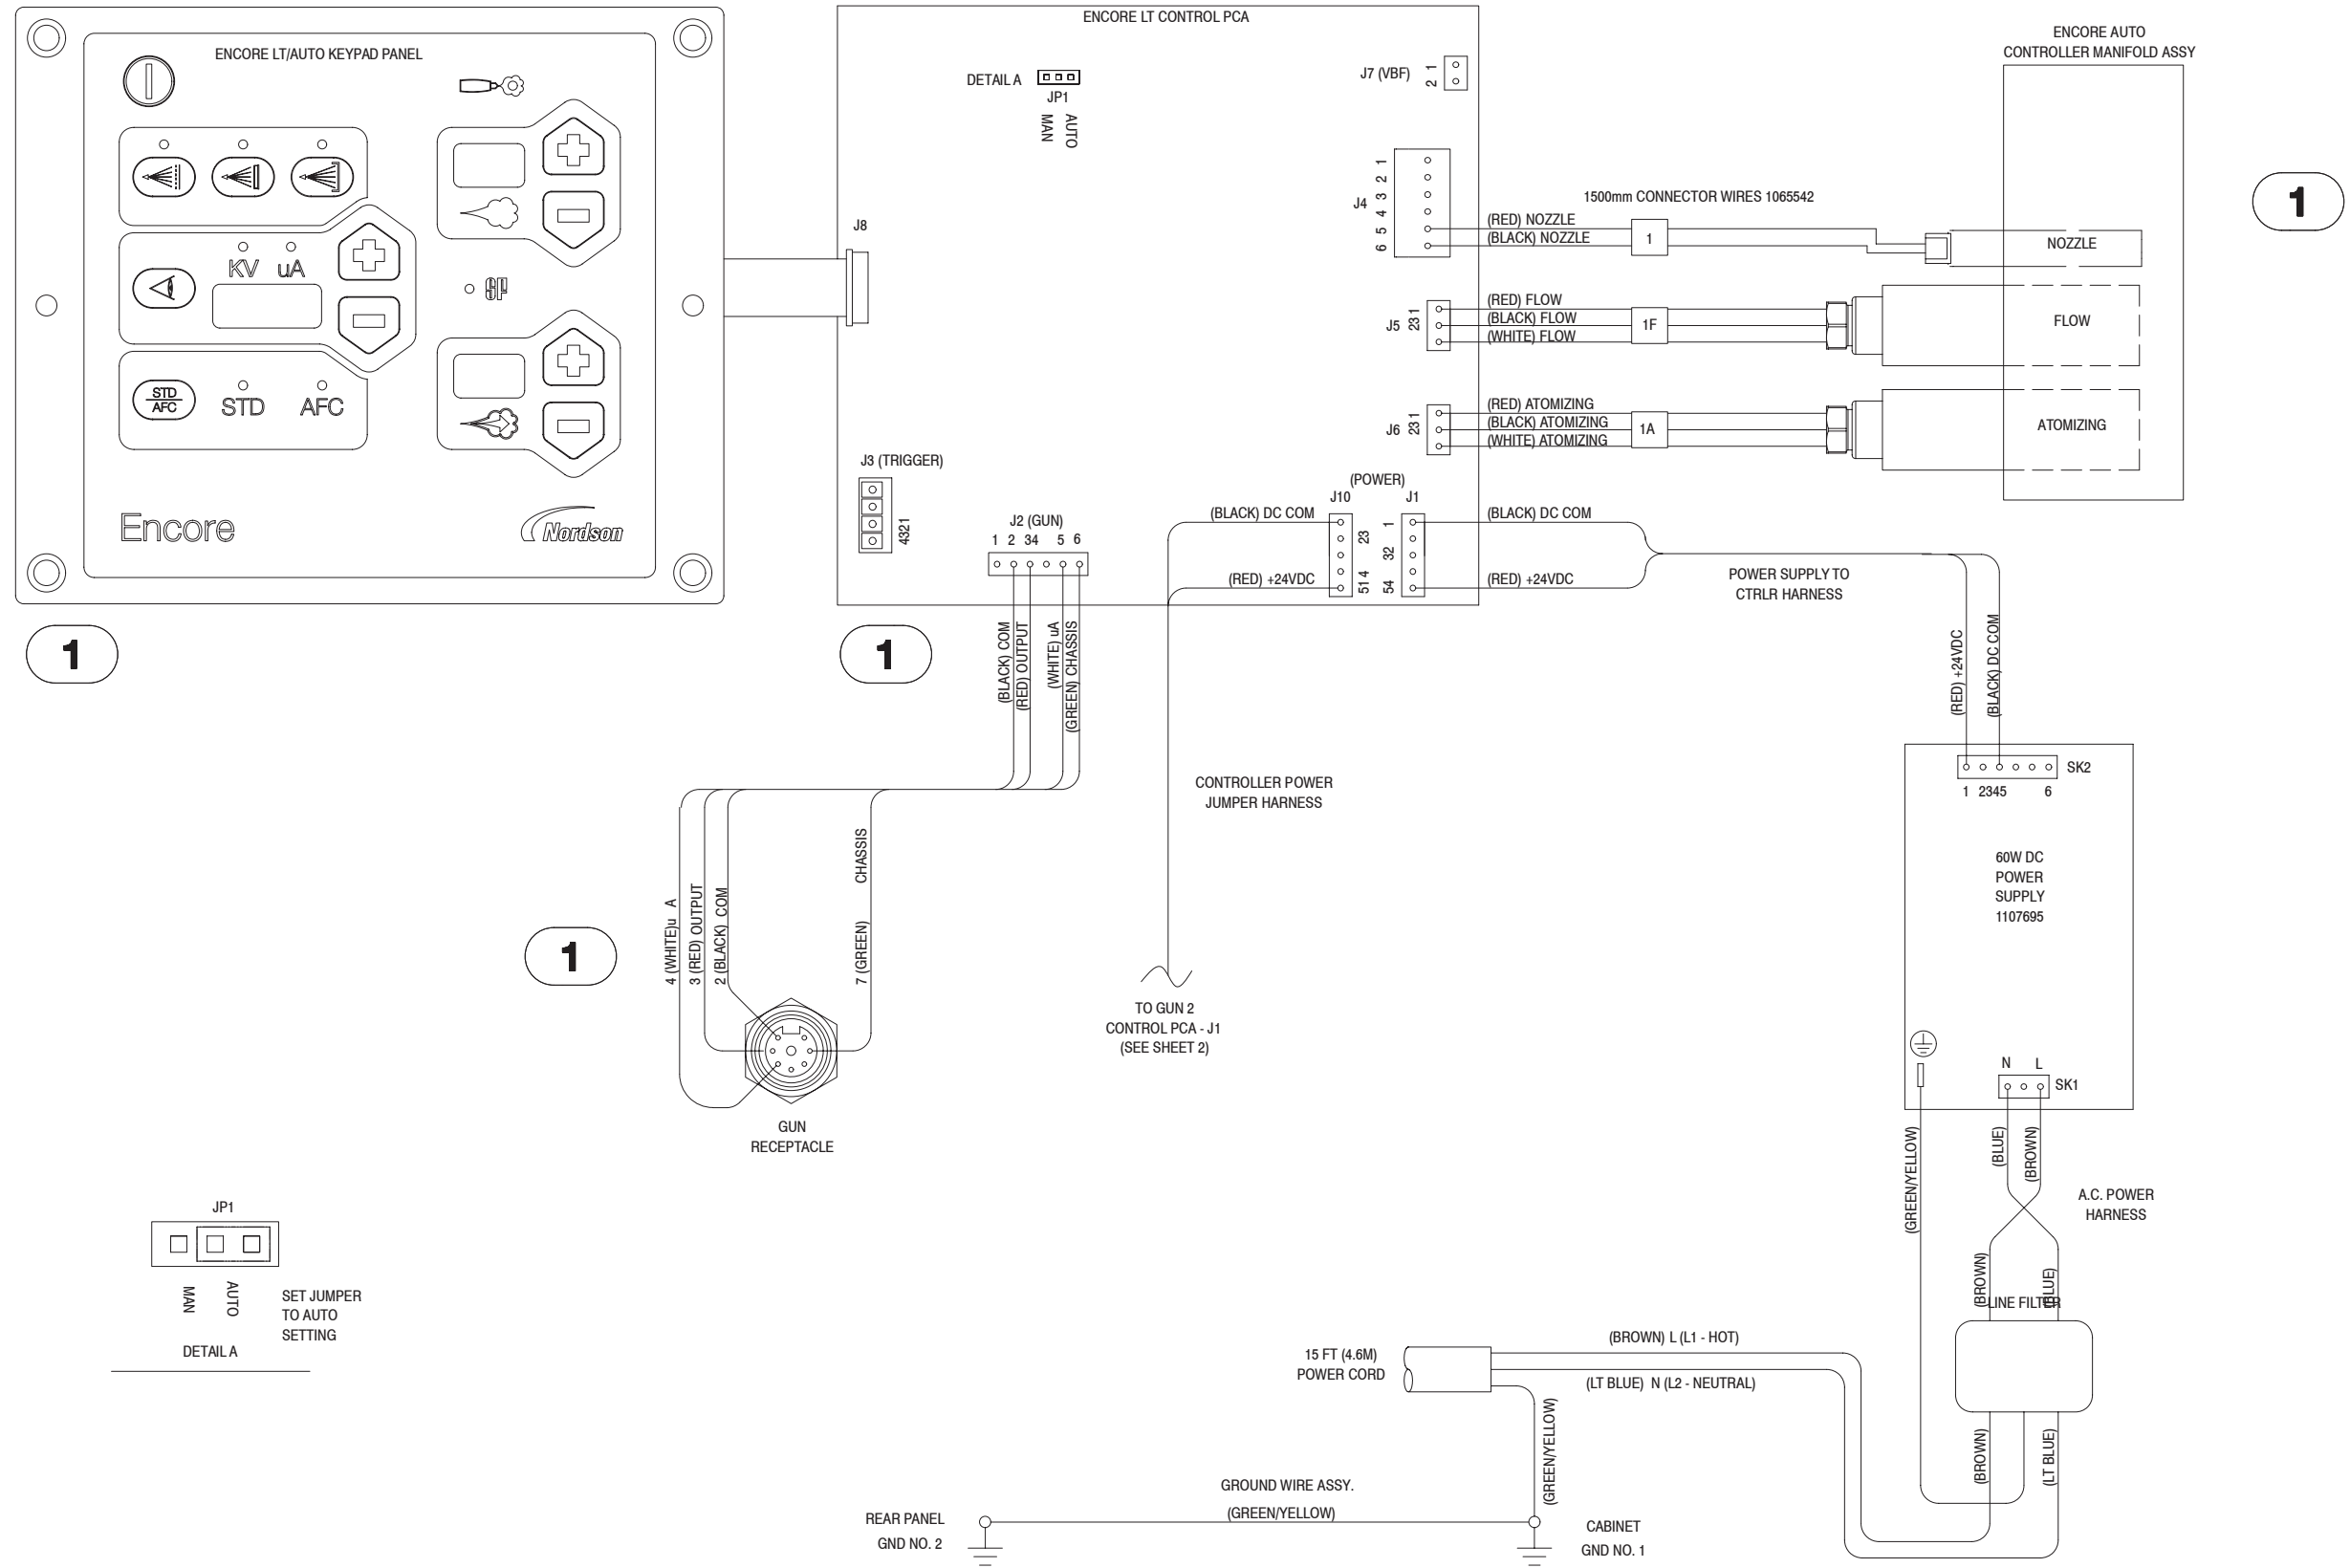 ENCORE LT/AUTO KEYPAD PANEL
KV uA
STD
AFC
STD AFC
Encore
Nordson
1
ENCORE LT CONTROL PCA
DETAIL A
JP1
MAN
AUTO
J7 (VBF)
2 1
J8
J4
1
2
3
4
5
6
J5
231
J6
231
J3 (TRIGGER)
4321
J2 (GUN)
1 2 34 5 6
(POWER)
J10
J1
(BLACK) DC COM
(RED) +24VDC
23
514
1
32
54
1
1500mm CONNECTOR WIRES 1065542
(RED) NOZZLE
(BLACK) NOZZLE
1
(RED) FLOW
(BLACK) FLOW
(WHITE) FLOW
1F
(RED) ATOMIZING
(BLACK) ATOMIZING
(WHITE) ATOMIZING
1A
ENCORE AUTO
CONTROLLER MANIFOLD ASSY
NOZZLE
FLOW
ATOMIZING
1
(BLACK) DC COM
(RED) +24VDC
POWER SUPPLY TO
CTRLR HARNESS
(RED) +24VDC
(BLACK) DC COM
SK2
1 2345 6
60W DC
POWER
SUPPLY
1107695
N L
SK1
(BLACK) COM
(RED) OUTPUT
(WHITE) uA
(GREEN) CHASSIS
1
4 (WHITE)u A
3 (RED) OUTPUT
2 (BLACK) COM
7 (GREEN) CHASSIS
GUN
RECEPTACLE
CONTROLLER POWER
JUMPER HARNESS
TO GUN 2
CONTROL PCA - J1
(SEE SHEET 2)
(GREEN/YELLOW)
(BLUE)
(BROWN)
A.C. POWER
HARNESS
(BROWN)
(BLUE)
LINE FILTER
(BROWN)
(LT BLUE)
JP1
MAN
AUTO
SET JUMPER
TO AUTO
SETTING
DETAIL A
15 FT (4.6M)
POWER CORD
(BROWN) L (L1 - HOT)
(LT BLUE) N (L2 - NEUTRAL)
(GREEN/YELLOW)
GROUND WIRE ASSY.
(GREEN/YELLOW)
REAR PANEL
GND NO. 2
CABINET
GND NO. 1